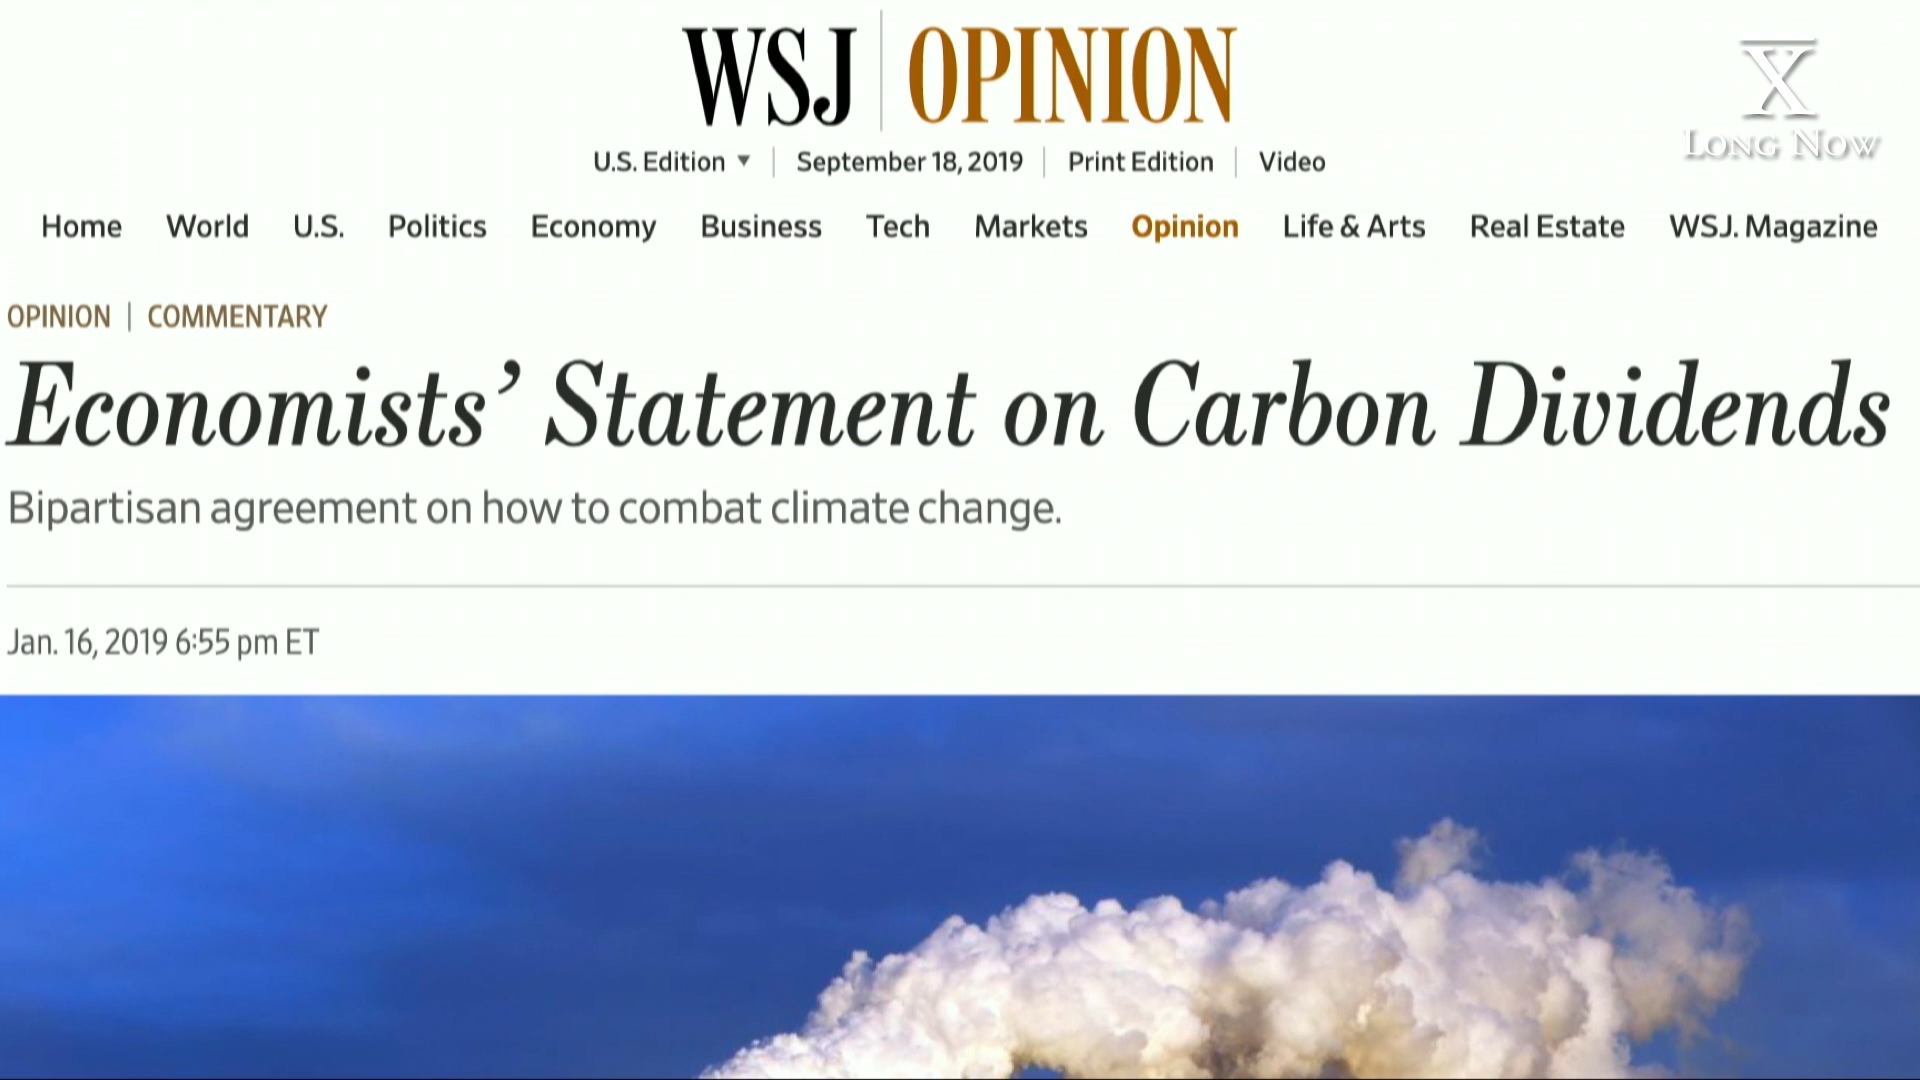 WSJ OPINION
X
LONG NOW
U.S. Edition September 18, 2019 Print Edition Video
Home World U.S. Politics Economy Business Tech Markets Opinion Life & Arts Real Estate WSJ. Magazine
OPINION | COMMENTARY
Economists’ Statement on Carbon Dividends
Bipartisan agreement on how to combat climate change.
Jan. 16, 2019 6:55 pm ET